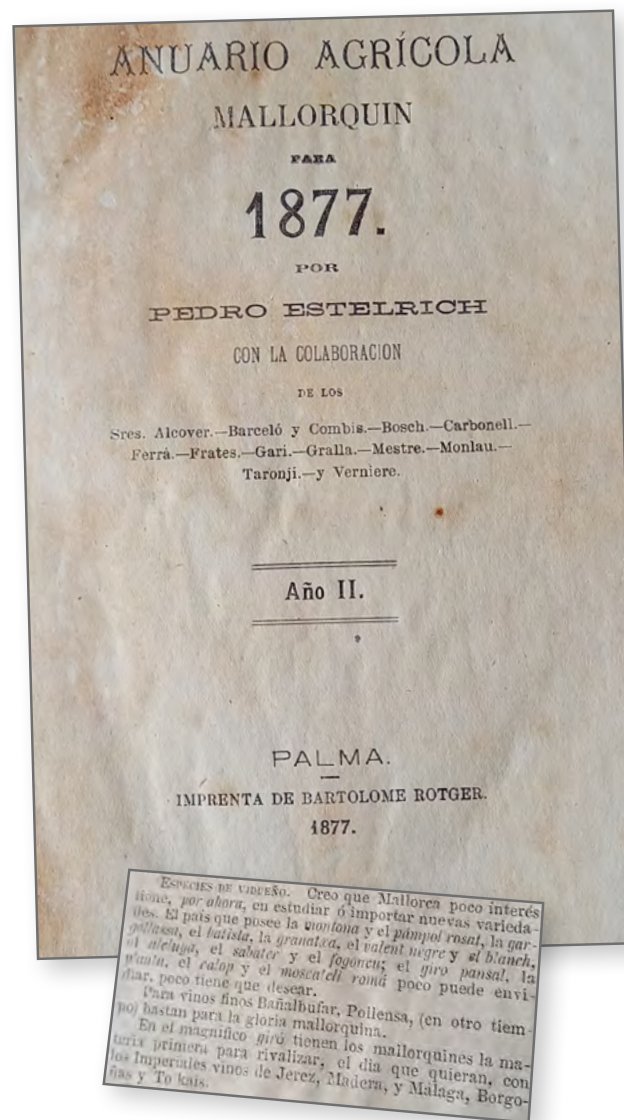 ANUARIO AGRÍCOLA
MALLORQUIN
PARA
1877.
POR
PEDRO ESTELRICH
CON LA COLABORACION
DE LOS
Sres. Alcover.—Barceló y Combis.—Bosch.—Carbonell.—
Ferrá.—Frates.—Gari.—Gralla.—Mestre.—Monlau.—
Taronji.—y Verniere.
Año II.
PALMA.
IMPRENTA DE BARTOLOME ROTGER.
1877.
ESPECIES DE VIDUEÑO. Creo que Mallorca poco interés
tiene, por ahora, en estudiar ó importar nuevas varieda-
des. El pais que posee la montona y el pámpol rosat, la gar-
gollassa, el batista, la granatxa, el valent negre y el blanch,
el sabater y el fogoneu; el giro pansal, la
el calop y el moscatell romá poco puede envi-
diar, poco tiene que desear.
Para vinos finos Bañalbufar, Pollensa, (en otro tiem-
po) bastan para la gloria mallorquina.
En el magnifico giró tienen los mallorquines la ma-
teria primera para rivalizar, el dia que quieran, con
los Imperiales vinos de Jerez, Madera, y Málaga, Borgo-
ñas y To kais.